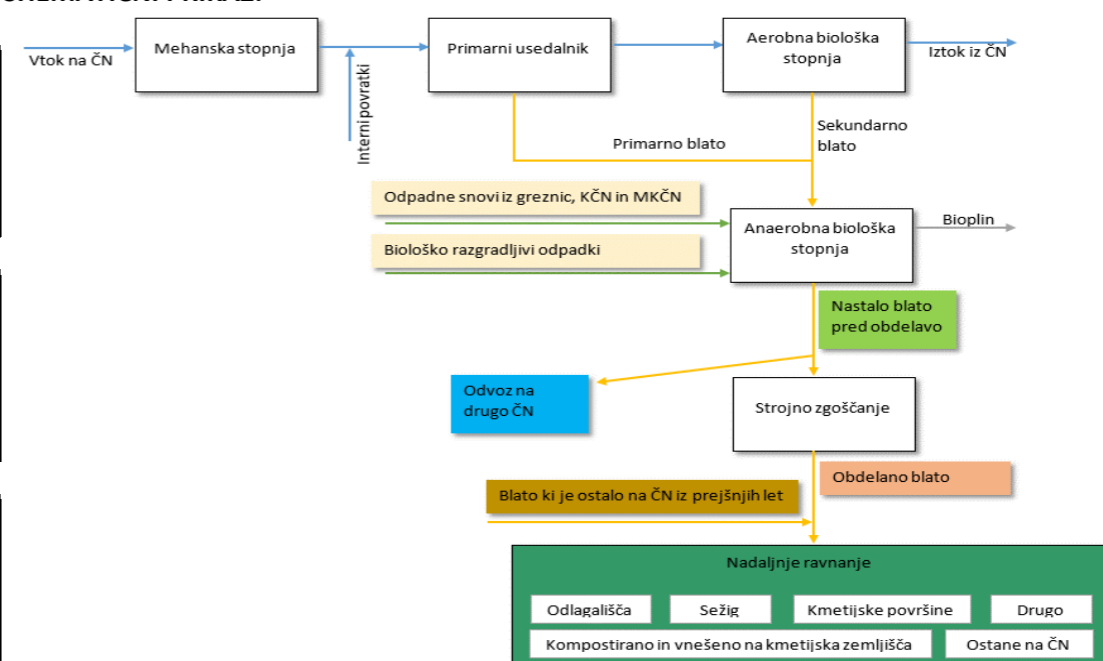 Vtok na ČN
Mehanska stopnja
Interni povratki
Primarni usedalnik
Aerobna biološka
stopnja
Iztok iz ČN
Primarno blato
Sekundarno
blato
Odpadne snovi iz greznic, KČN in MKČN
Biološko razgradljivi odpadki
Anaerobna biološka
stopnja
Bioplin
Nastalo blato
pred obdelavo
Odvoz na
drugo ČN
Strojno zgoščanje
Obdelano blato
Blato ki je ostalo na ČN iz prejšnjih let
Nadaljnje ravnanje
Odlagališča
Sežig
Kmetijske površine
Drugo
Kompostirano in vnešeno na kmetijska zemljišča
Ostane na ČN